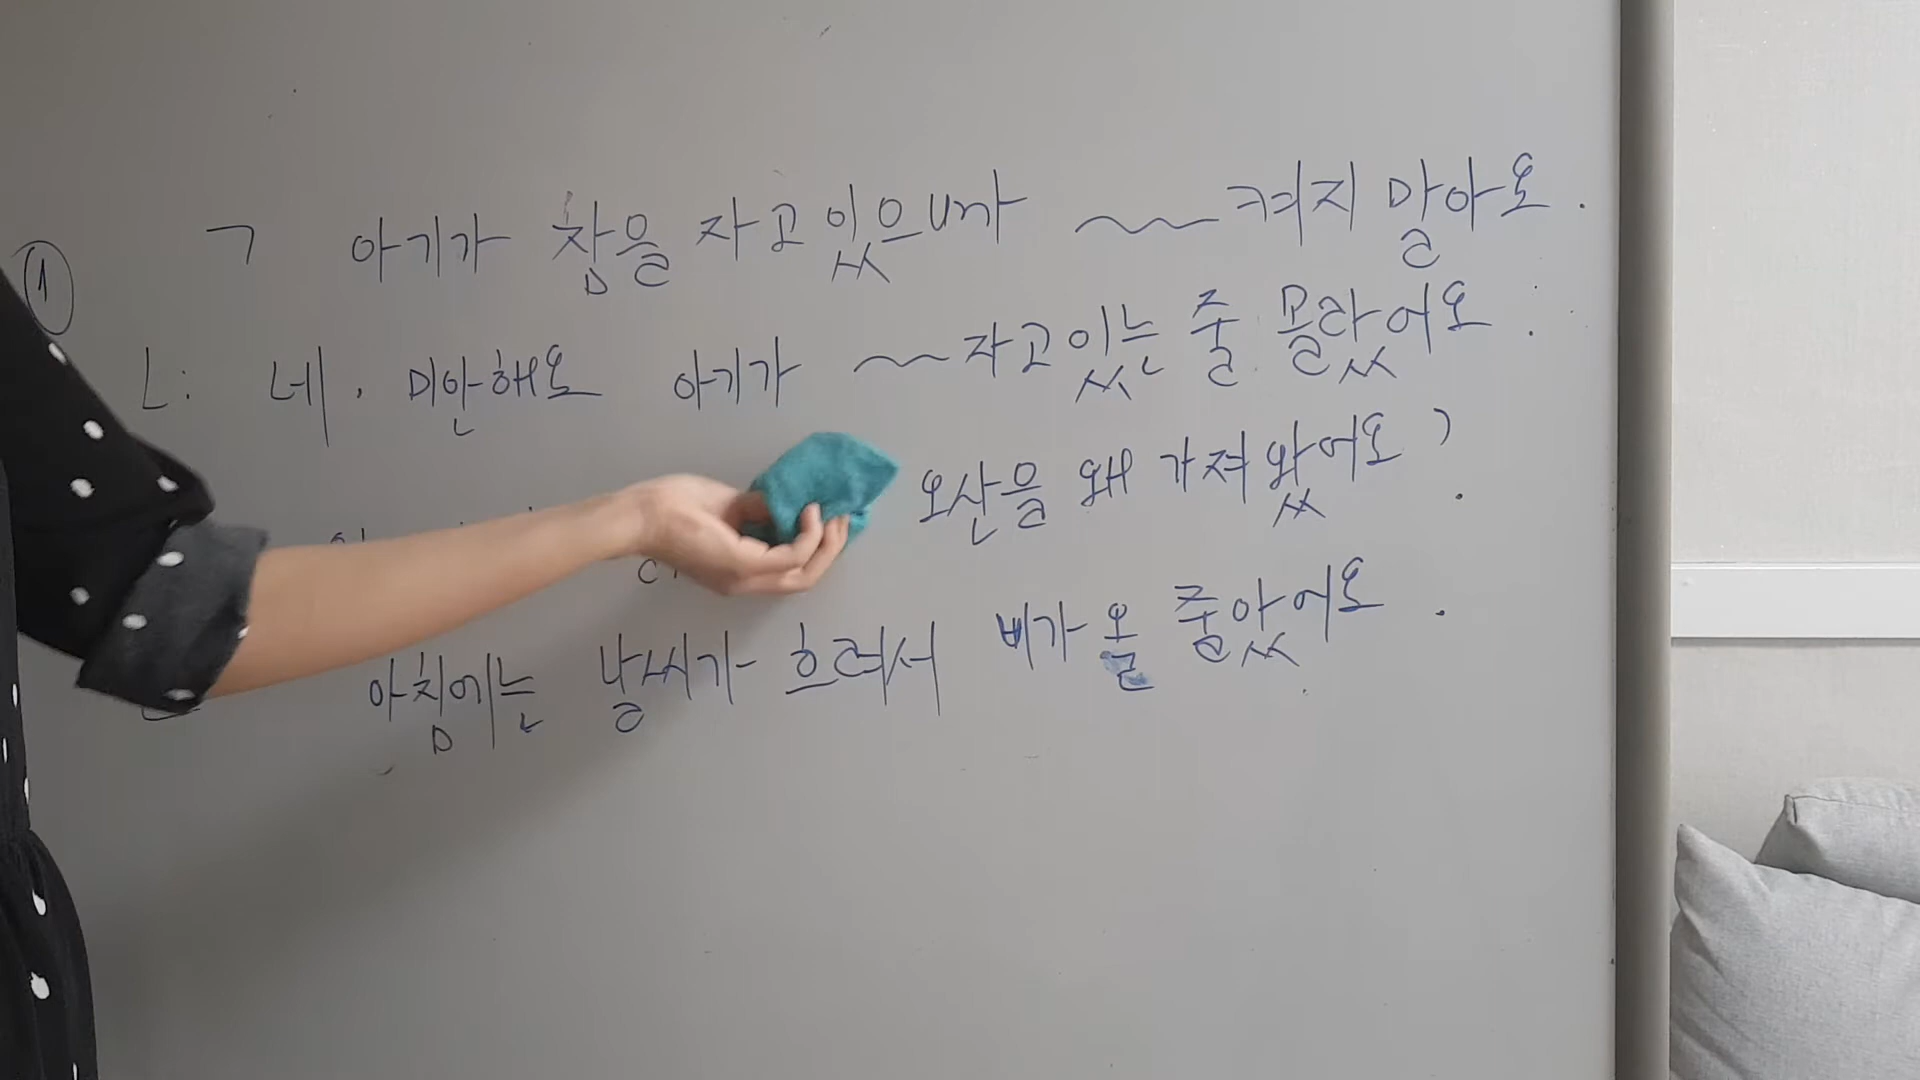 ① ㄱ 아기가 참을 자고 있으니까 ~~ 켜지 말아요.
ㄴ: 네. 미안해요 아기가 ~~ 자고 있는 줄 몰랐어요.
오산을 왜 가져 왔어요?
아침에는 날씨가 흐려서 비가 올 줄았어요.